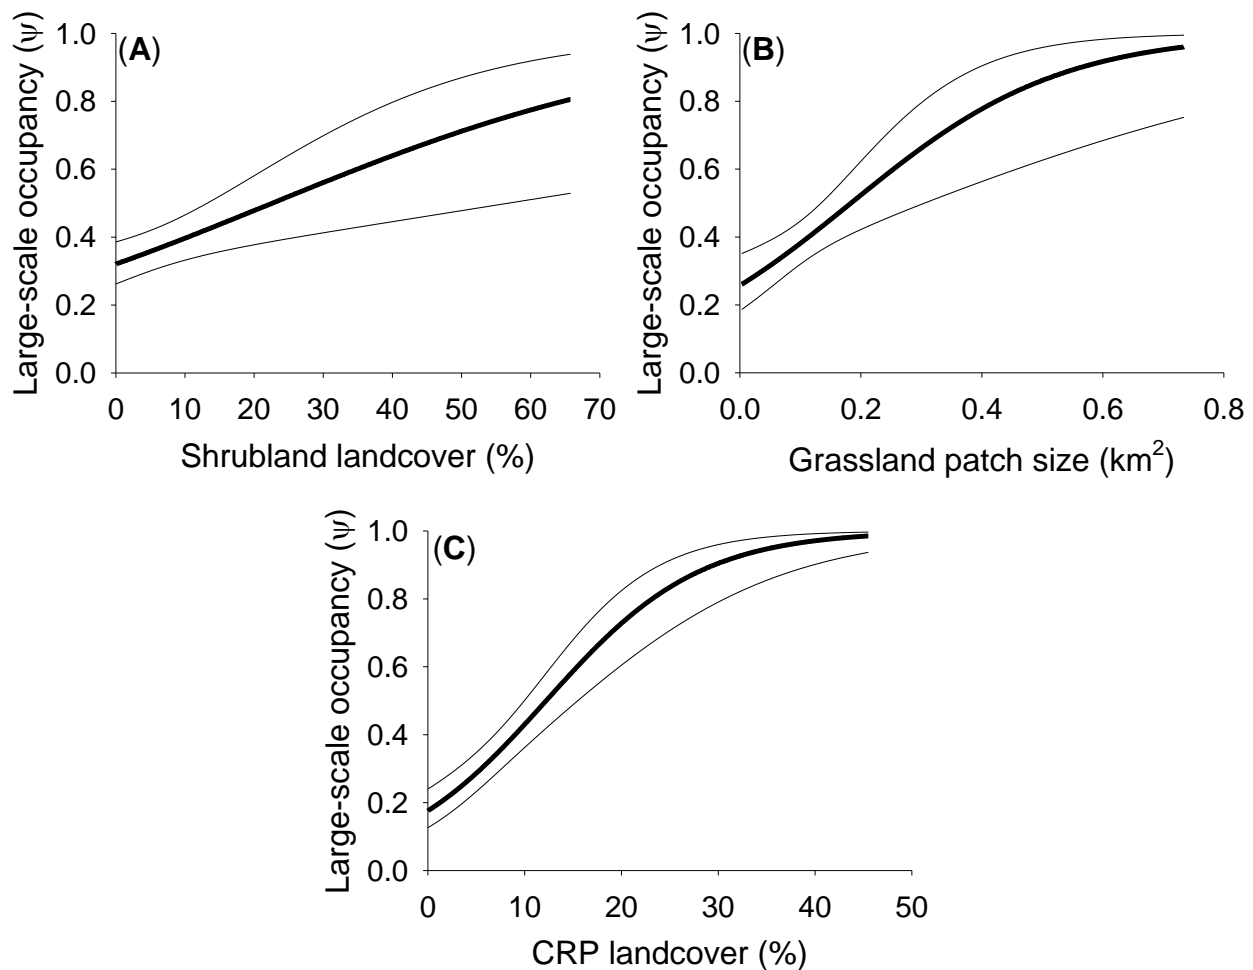 (A)
Large-scale occupancy (ψ)
1.0
0.8
0.6
0.4
0.2
0.0
0 10 20 30 40 50 60 70
Shrubland landcover (%)
(B)
Large-scale occupancy (ψ)
1.0
0.8
0.6
0.4
0.2
0.0
0.0 0.2 0.4 0.6 0.8
Grassland patch size (km²)
(C)
Large-scale occupancy (ψ)
1.0
0.8
0.6
0.4
0.2
0.0
0 10 20 30 40 50
CRP landcover (%)